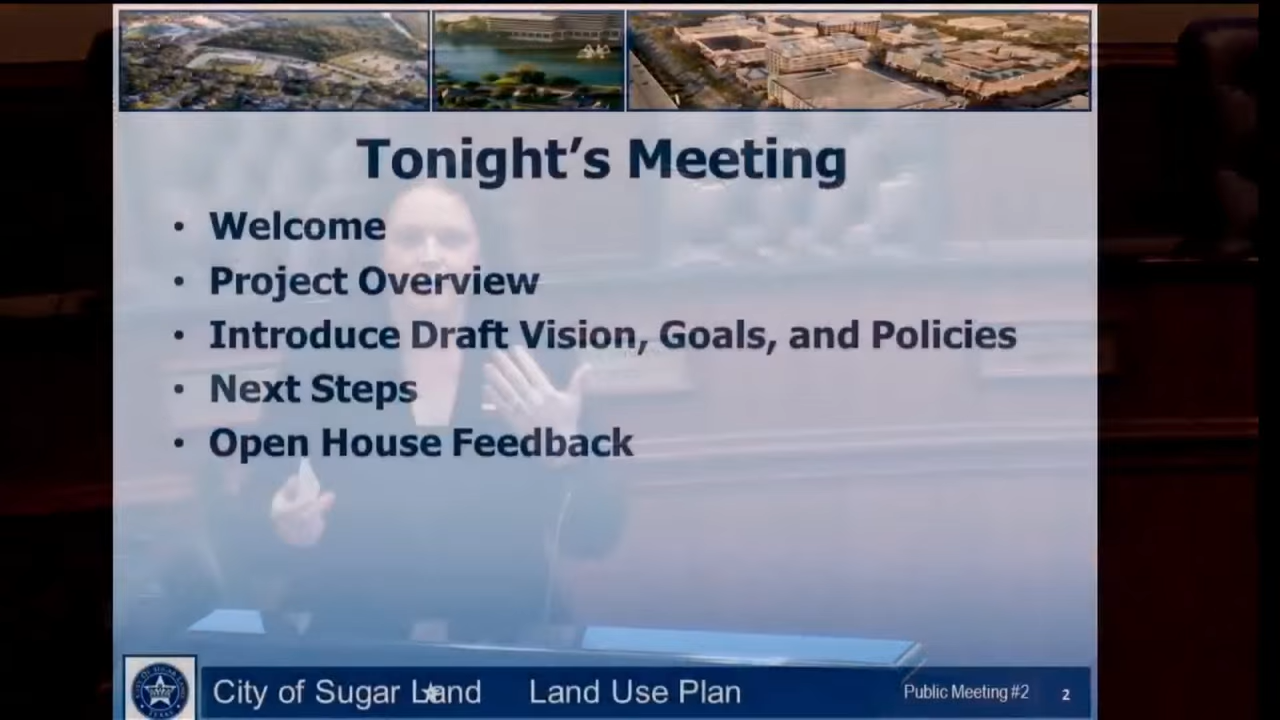 Tonight's Meeting
• Welcome
• Project Overview
• Introduce Draft Vision, Goals, and Policies
• Next Steps
• Open House Feedback
City of Sugar Land Land Use Plan Public Meeting #2 2